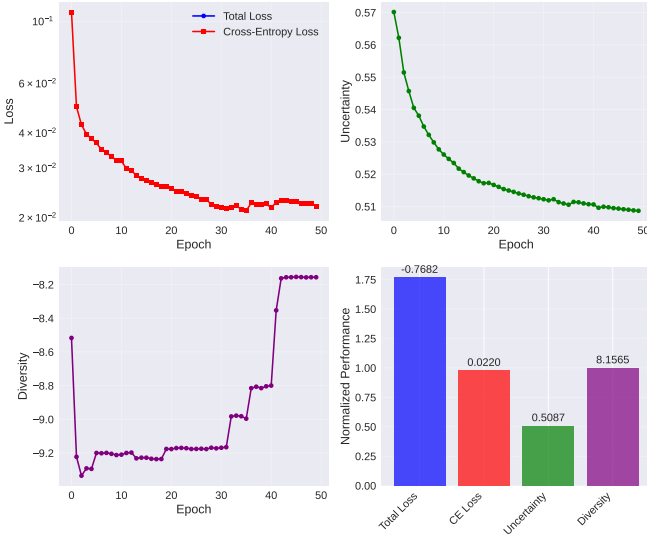 Total Loss
Cross-Entropy Loss
10⁻¹
6 × 10⁻²
4 × 10⁻²
3 × 10⁻²
2 × 10⁻²
Loss
0 10 20 30 40 50
Epoch
0.57
0.56
0.55
0.54
0.53
0.52
0.51
Uncertainty
0 10 20 30 40 50
Epoch
−8.2
−8.4
−8.6
−8.8
−9.0
−9.2
Diversity
0 10 20 30 40 50
Epoch
1.75
1.50
1.25
1.00
0.75
0.50
0.25
0.00
Normalized Performance
-0.7682
0.0220
0.5087
8.1565
Total Loss
CE Loss
Uncertainty
Diversity